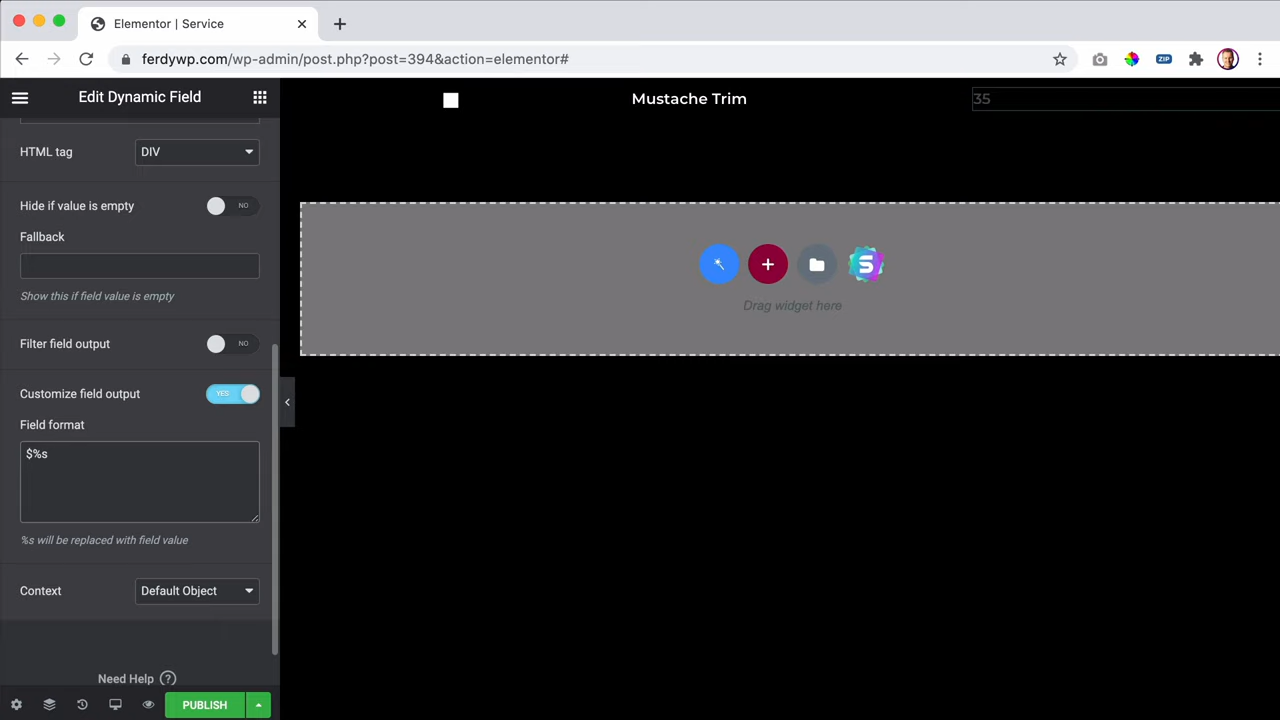 Elementor | Service
ferdywp.com/wp-admin/post.php?post=394&action=elementor#
ZIP
Edit Dynamic Field
Mustache Trim
35
HTML tag
DIV
Hide if value is empty
NO
Fallback
Show this if field value is empty
Drag widget here
Filter field output
NO
Customize field output
YES
Field format
$%s
%s will be replaced with field value
Context
Default Object
Need Help ?
PUBLISH